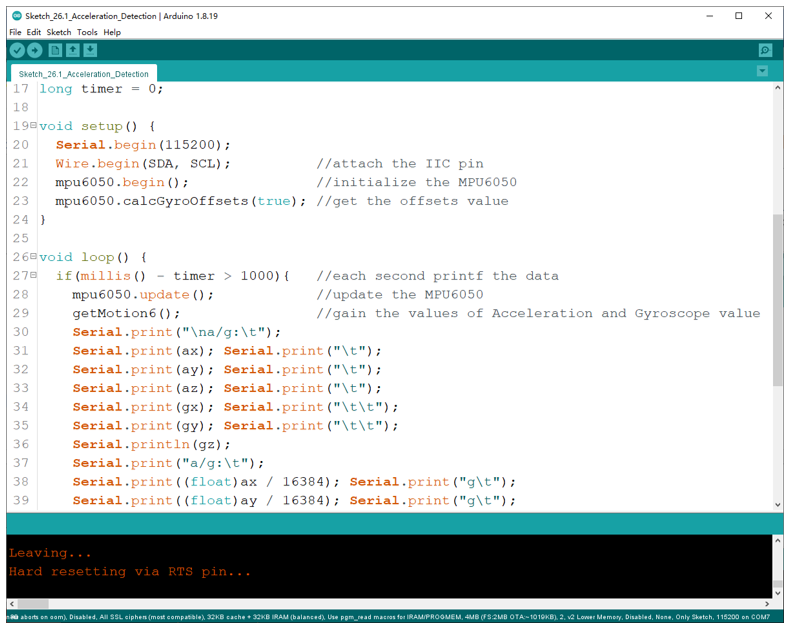 Sketch_26.1_Acceleration_Detection | Arduino 1.8.19
File Edit Sketch Tools Help
Sketch_26.1_Acceleration_Detection
17 long timer = 0;
18
19 void setup() {
20   Serial.begin(115200);
21   Wire.begin(SDA, SCL);          //attach the IIC pin
22   mpu6050.begin();               //initialize the MPU6050
23   mpu6050.calcGyroOffsets(true); //get the offsets value
24 }
25
26 void loop() {
27   if(millis() - timer > 1000){   //each second printf the data
28     mpu6050.update();            //update the MPU6050
29     getMotion6();                //gain the values of Acceleration and Gyroscope value
30     Serial.print("\na/g:\t");
31     Serial.print(ax); Serial.print("\t");
32     Serial.print(ay); Serial.print("\t");
33     Serial.print(az); Serial.print("\t");
34     Serial.print(gx); Serial.print("\t\t");
35     Serial.print(gy); Serial.print("\t\t");
36     Serial.println(gz);
37     Serial.print("a/g:\t");
38     Serial.print((float)ax / 16384); Serial.print("g\t");
39     Serial.print((float)ay / 16384); Serial.print("g\t");
Leaving...
Hard resetting via RTS pin...
aborts on oom), Disabled, All SSL ciphers (most compatible), 32KB cache + 32KB IRAM (balanced), Use pgm_read macros for IRAM/PROGMEM, 4MB (FS:2MB OTA:~1019KB), 2, v2 Lower Memory, Disabled, None, Only Sketch, 115200 on COM7